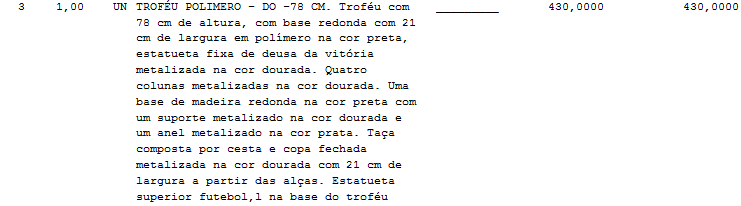 3 1,00 UN TROFÉU POLIMERO - DO -78 CM. Troféu com __________ 430,0000 430,0000
78 cm de altura, com base redonda com 21
cm de largura em polímero na cor preta,
estatueta fixa de deusa da vitória
metalizada na cor dourada. Quatro
colunas metalizadas na cor dourada. Uma
base de madeira redonda na cor preta com
um suporte metalizado na cor dourada e
um anel metalizado na cor prata. Taça
composta por cesta e copa fechada
metalizada na cor dourada com 21 cm de
largura a partir das alças. Estatueta
superior futebol,l na base do troféu